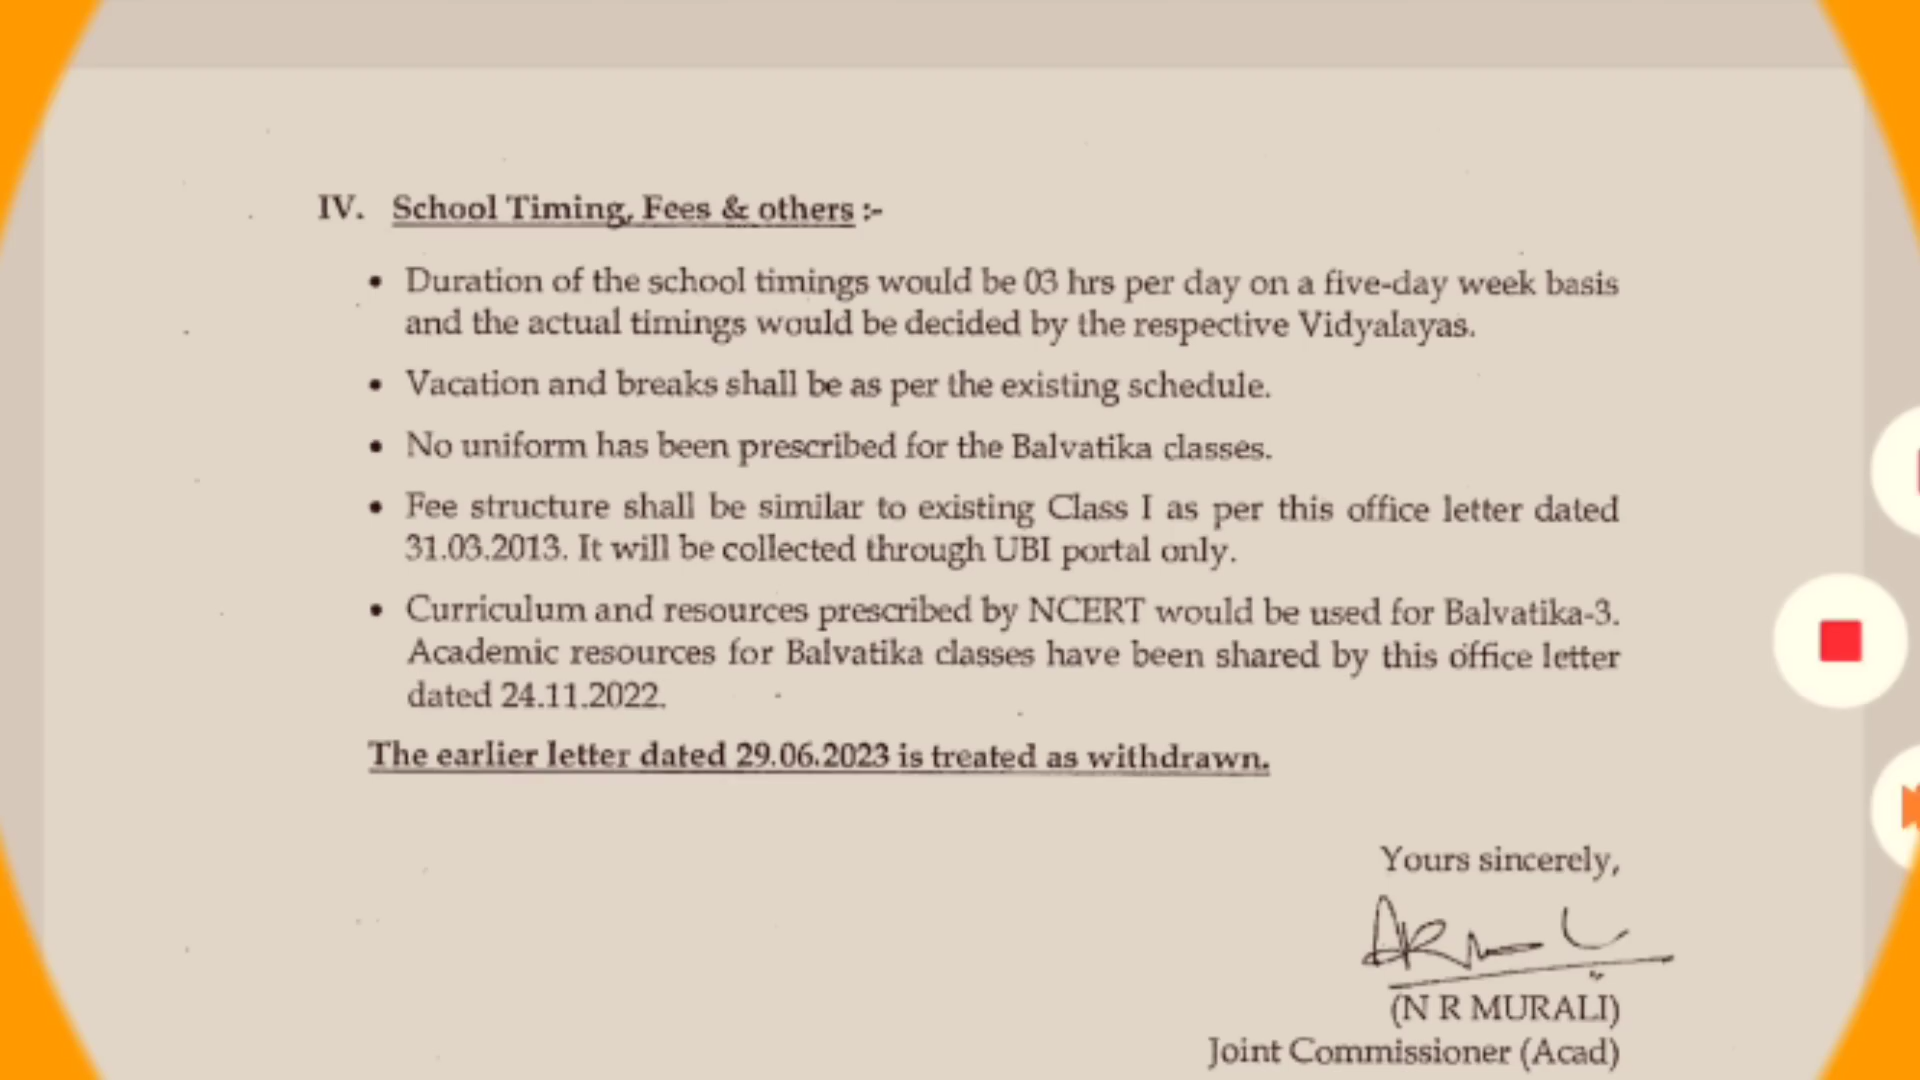 IV. School Timing, Fees & others :-
• Duration of the school timings would be 03 hrs per day on a five-day week basis
and the actual timings would be decided by the respective Vidyalayas.
• Vacation and breaks shall be as per the existing schedule.
• No uniform has been prescribed for the Balvatika classes.
• Fee structure shall be similar to existing Class I as per this office letter dated
31.03.2013. It will be collected through UBI portal only.
• Curriculum and resources prescribed by NCERT would be used for Balvatika-3.
Academic resources for Balvatika classes have been shared by this office letter
dated 24.11.2022.
The earlier letter dated 29.06.2023 is treated as withdrawn.
Yours sincerely,
(N R MURALI)
Joint Commissioner (Acad)